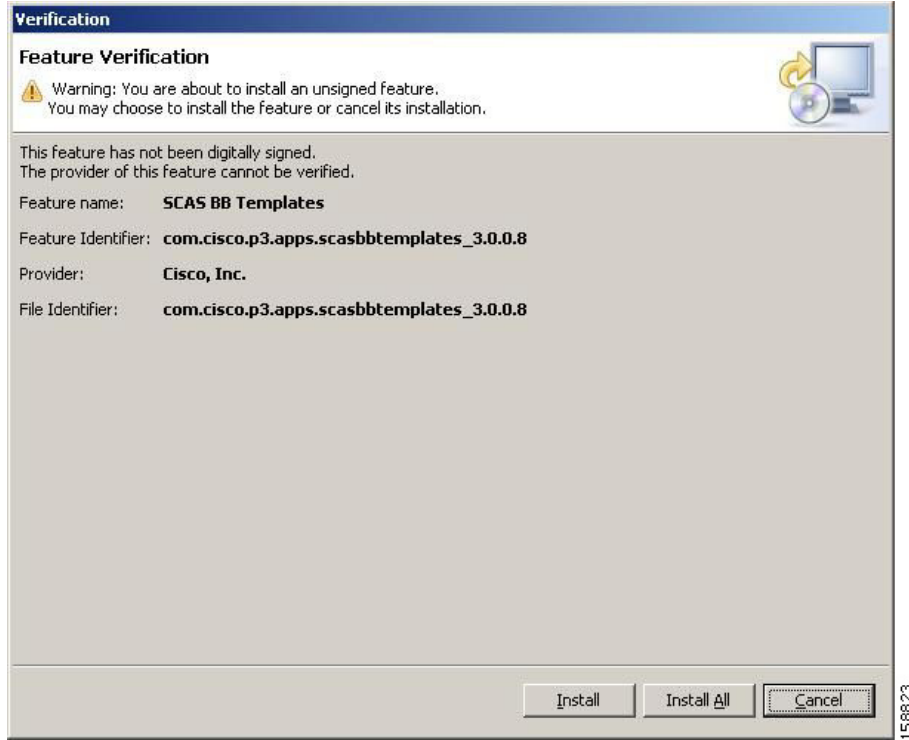 Verification
Feature Verification
Warning: You are about to install an unsigned feature.
You may choose to install the feature or cancel its installation.
This feature has not been digitally signed.
The provider of this feature cannot be verified.
Feature name: SCAS BB Templates
Feature Identifier: com.cisco.p3.apps.scasbbtemplates_3.0.0.8
Provider: Cisco, Inc.
File Identifier: com.cisco.p3.apps.scasbbtemplates_3.0.0.8
Install Install All Cancel
158823